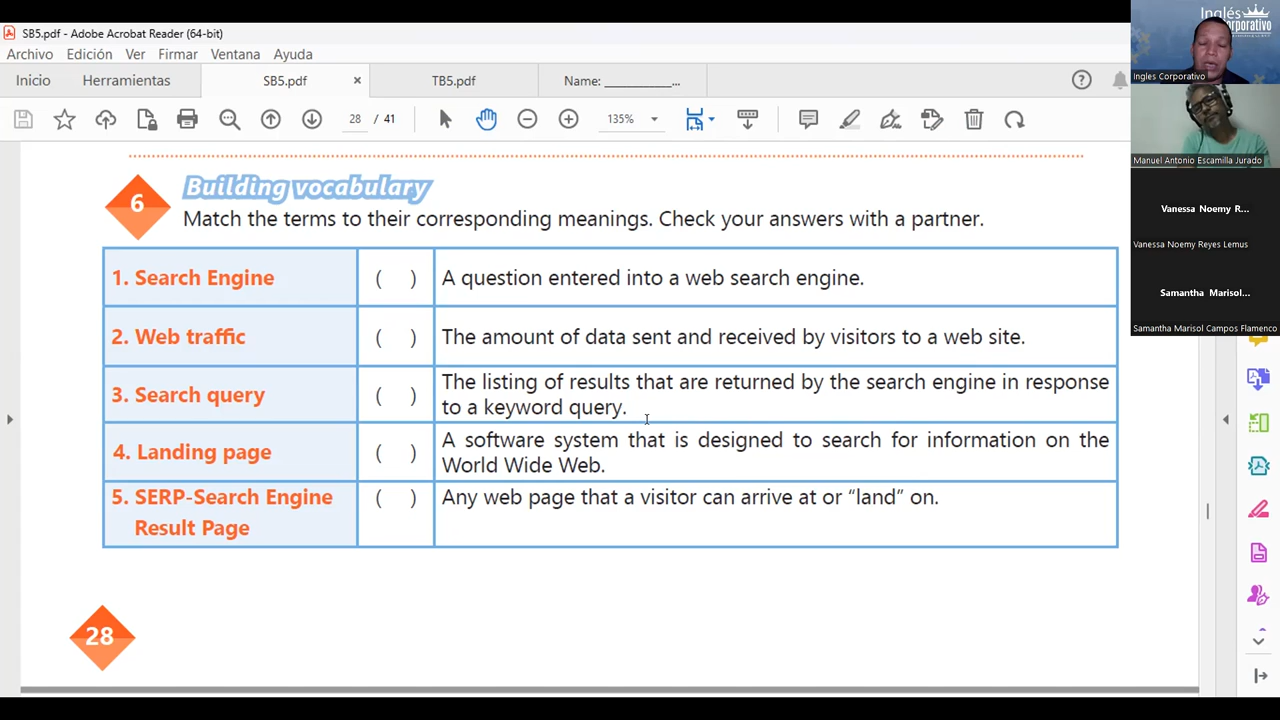 SB5.pdf - Adobe Acrobat Reader (64-bit)
Archivo Edición Ver Firmar Ventana Ayuda
Inicio Herramientas SB5.pdf × TB5.pdf Name: ____________...
28 / 41 135%
6
Building vocabulary
Match the terms to their corresponding meanings. Check your answers with a partner.
1. Search Engine ( ) A question entered into a web search engine.
2. Web traffic ( ) The amount of data sent and received by visitors to a web site.
3. Search query ( ) The listing of results that are returned by the search engine in response
to a keyword query.
4. Landing page ( ) A software system that is designed to search for information on the
World Wide Web.
5. SERP-Search Engine ( ) Any web page that a visitor can arrive at or “land” on.
Result Page
28
Inglés
Corporativo
Ingles Corporativo
Manuel Antonio Escamilla Jurado
Vanessa Noemy R...
Vanessa Noemy Reyes Lemus
Samantha Marisol...
Samantha Marisol Campos Flamenco